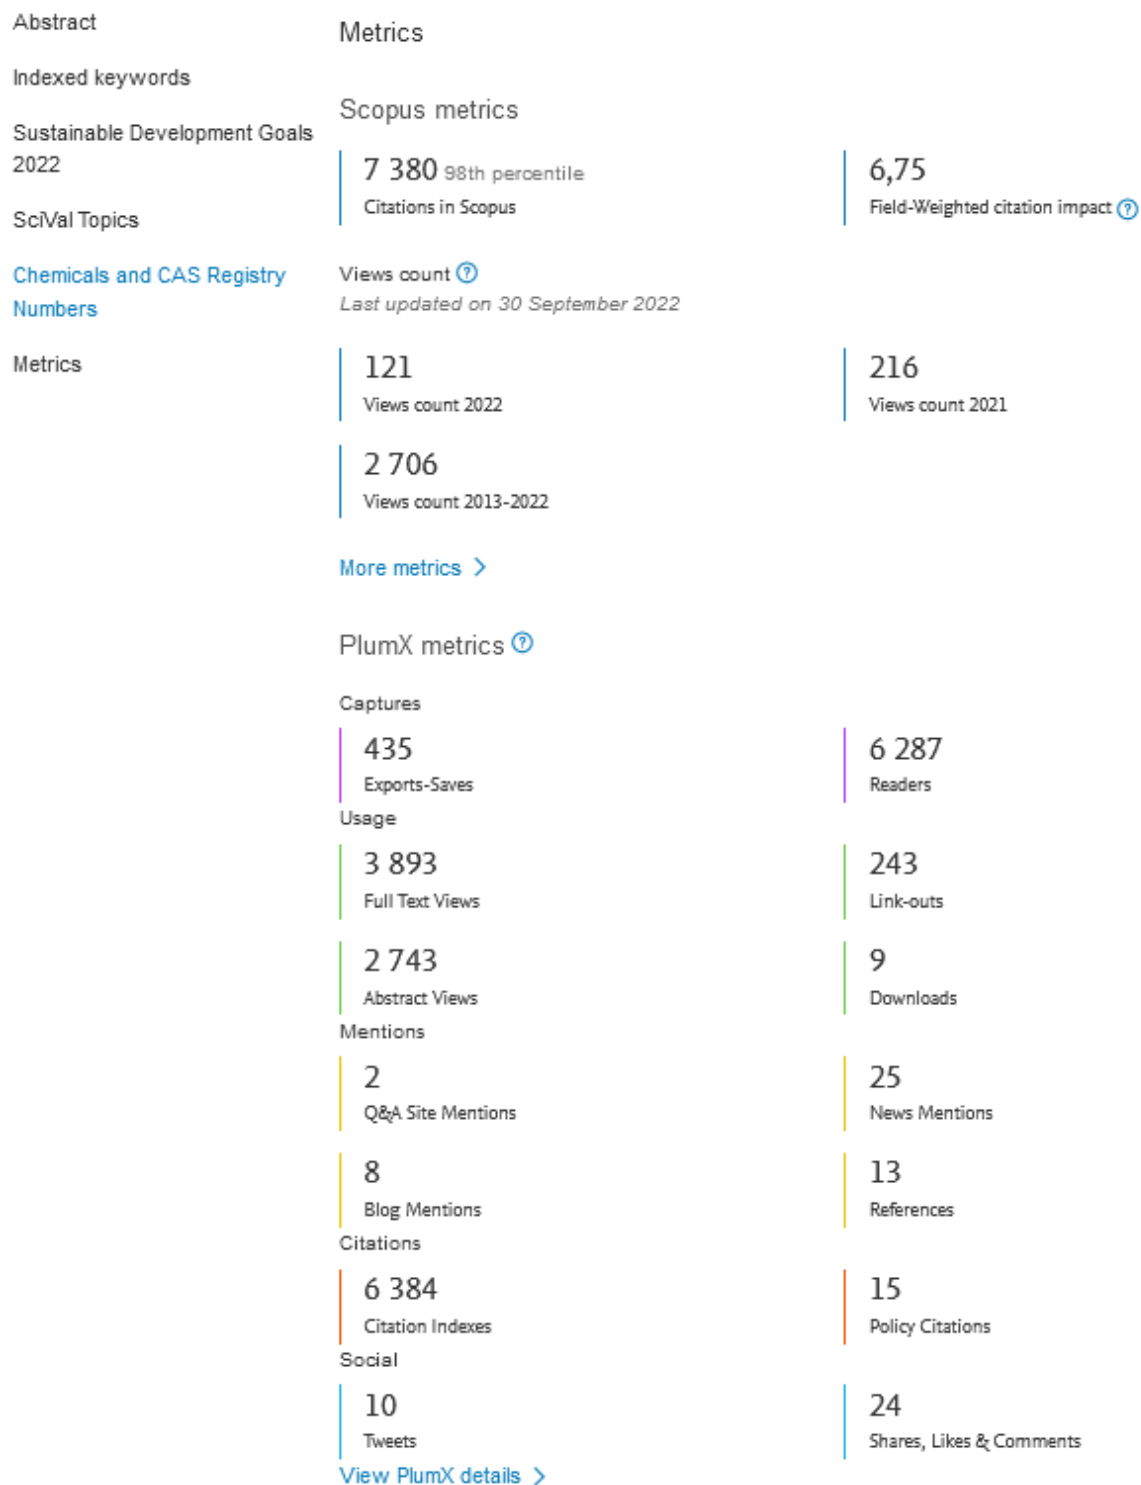 Abstract
Indexed keywords
Sustainable Development Goals
2022
SciVal Topics
Chemicals and CAS Registry
Numbers
Metrics
Metrics
Scopus metrics
7 380 98th percentile
Citations in Scopus
6,75
Field-Weighted citation impact ?
Views count ?
Last updated on 30 September 2022
121
Views count 2022
216
Views count 2021
2 706
Views count 2013-2022
More metrics >
PlumX metrics ?
Captures
435
Exports-Saves
6 287
Readers
Usage
3 893
Full Text Views
243
Link-outs
2 743
Abstract Views
9
Downloads
Mentions
2
Q&A Site Mentions
25
News Mentions
8
Blog Mentions
13
References
Citations
6 384
Citation Indexes
15
Policy Citations
Social
10
Tweets
24
Shares, Likes & Comments
View PlumX details >